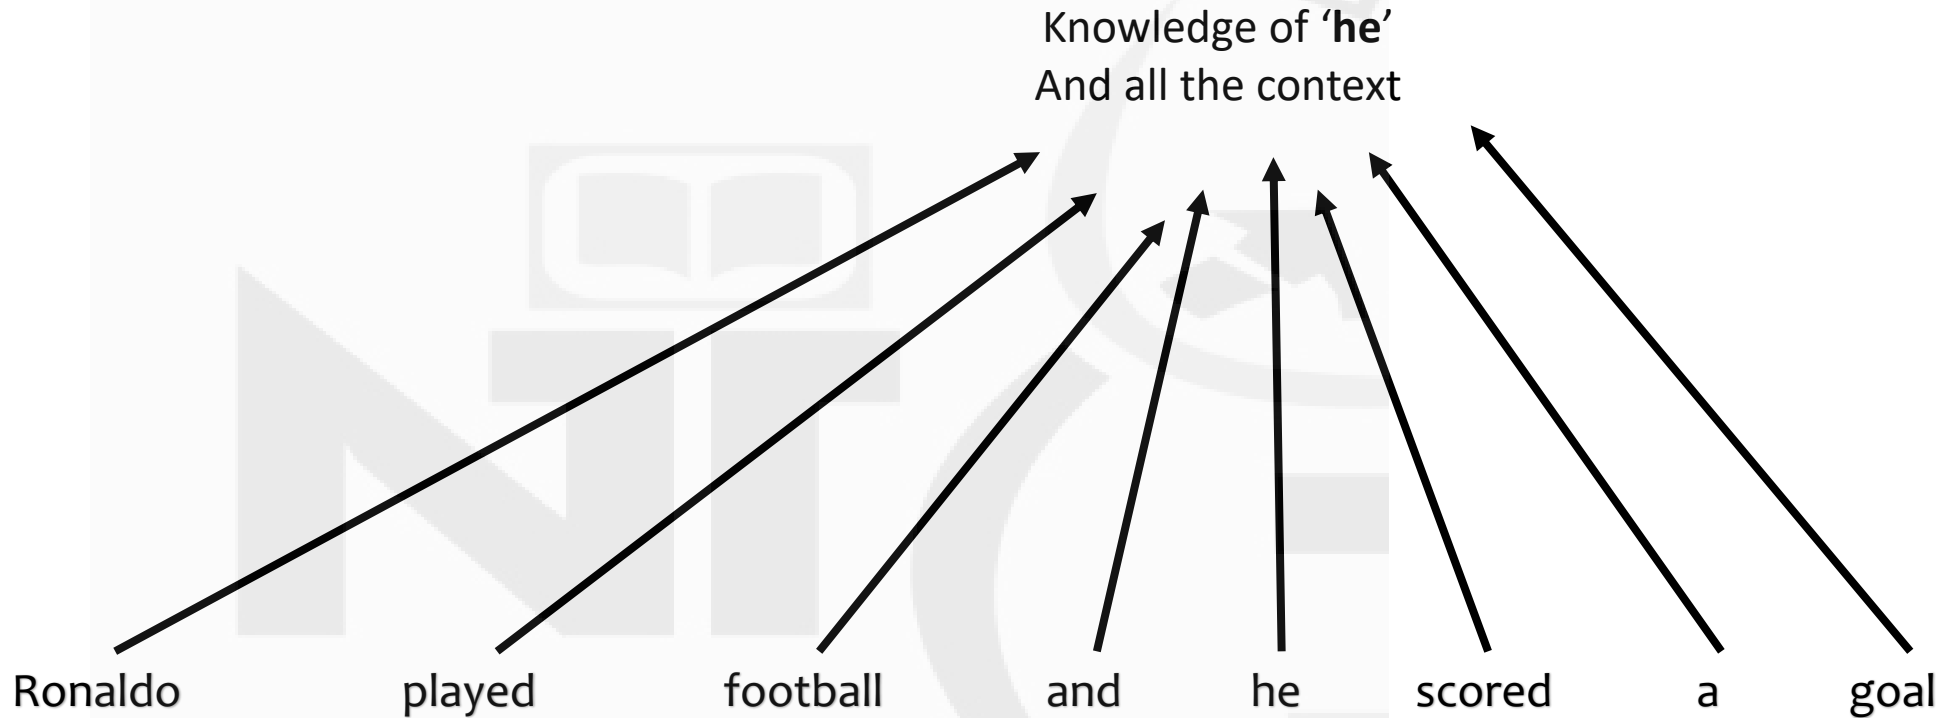 Knowledge of ‘he’
And all the context
Ronaldo played football and he scored a goal